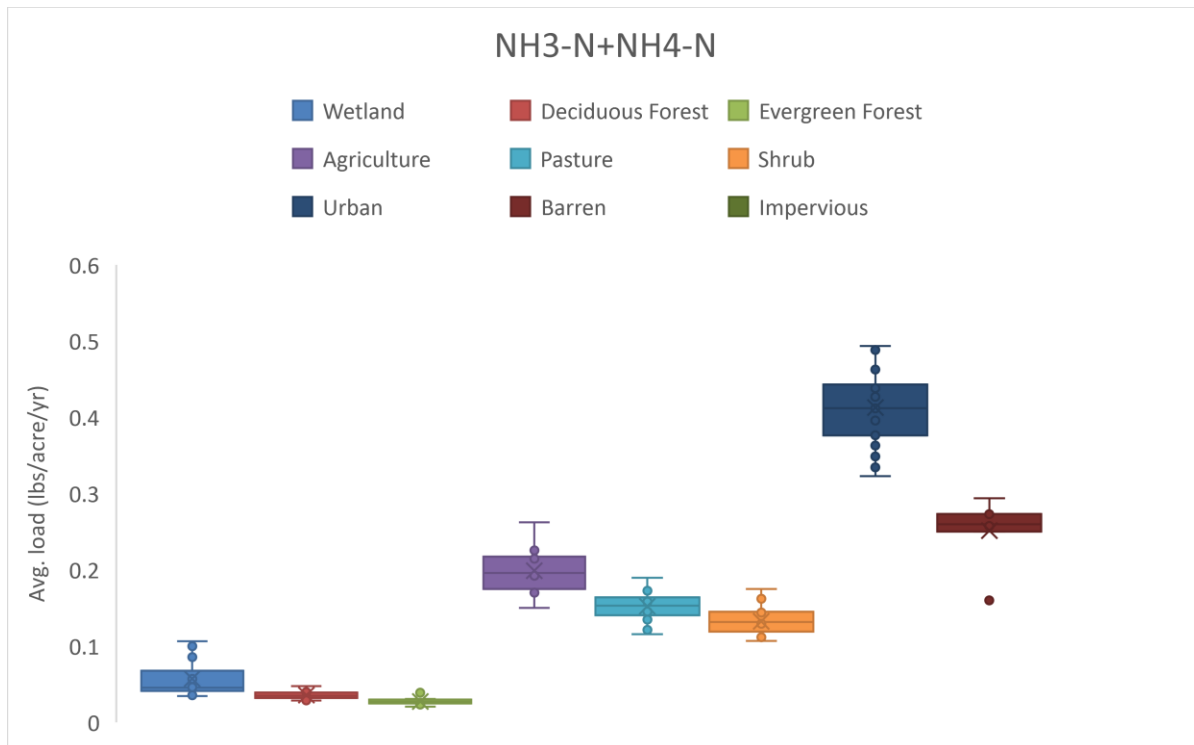 NH3-N+NH4-N
Wetland Deciduous Forest Evergreen Forest
Agriculture Pasture Shrub
Urban Barren Impervious
Avg. load (lbs/acre/yr)
0.6
0.5
0.4
0.3
0.2
0.1
0